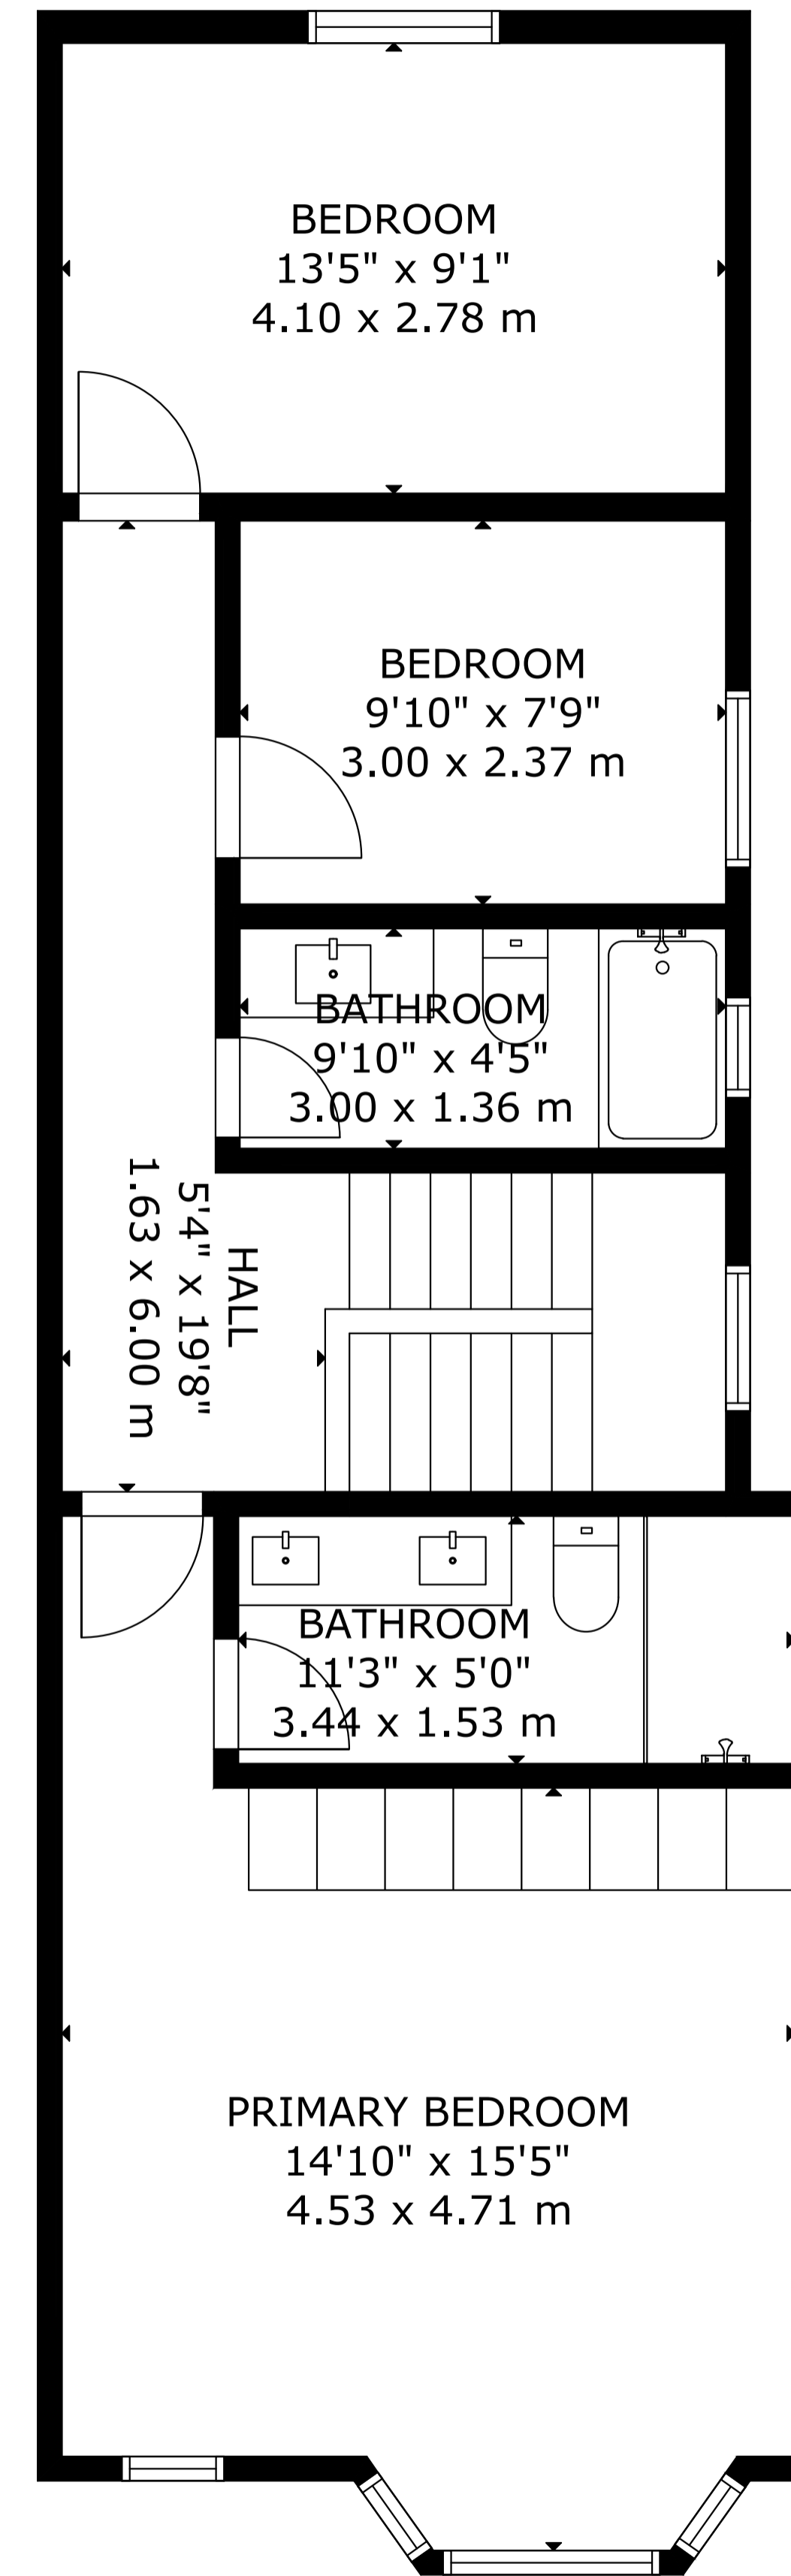 BEDROOM
13'5" x 9'1"
4.10 x 2.78 m
BEDROOM
9'10" x 7'9"
3.00 x 2.37 m
BATHROOM
9'10" x 4'5"
3.00 x 1.36 m
HALL
5'4" x 19'8"
1.63 x 6.00 m
BATHROOM
11'3" x 5'0"
3.44 x 1.53 m
PRIMARY BEDROOM
14'10" x 15'5"
4.53 x 4.71 m